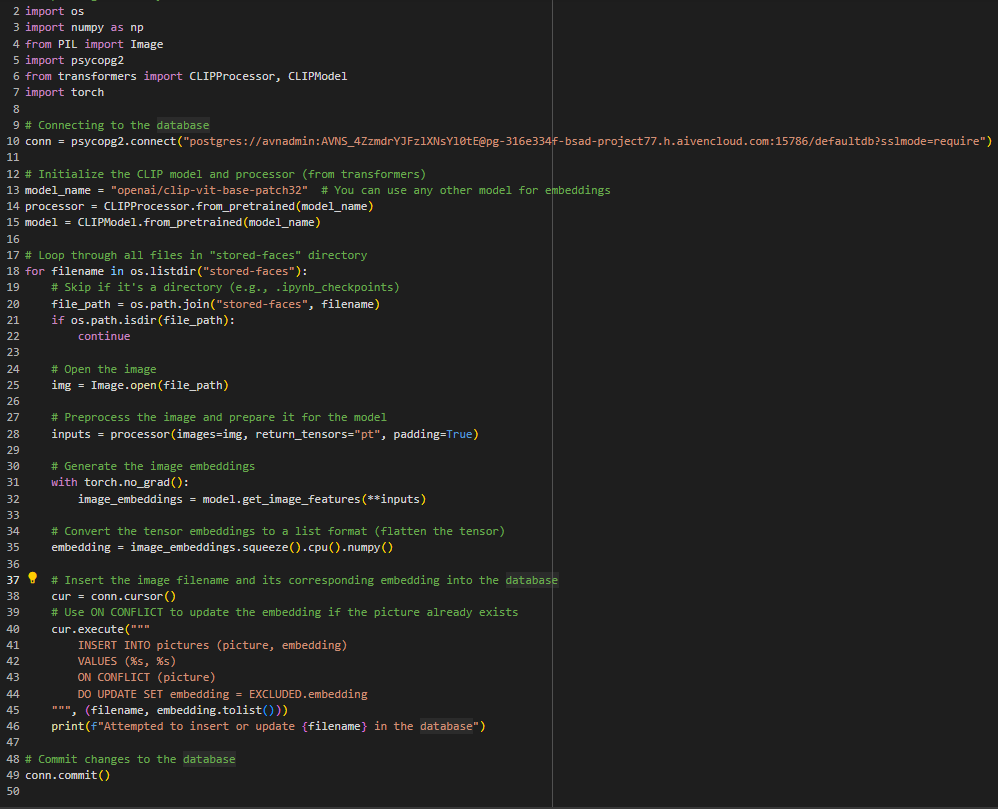 2 import os
3 import numpy as np
4 from PIL import Image
5 import psycopg2
6 from transformers import CLIPProcessor, CLIPModel
7 import torch
8
9 # Connecting to the database
10 conn = psycopg2.connect("postgres://avnadmin:AVNS_4ZzmdrYJFzlXNsYl0tE@pg-316e334f-bsad-project77.h.aivencloud.com:15786/defaultdb?sslmode=require")
11
12 # Initialize the CLIP model and processor (from transformers)
13 model_name = "openai/clip-vit-base-patch32"  # You can use any other model for embeddings
14 processor = CLIPProcessor.from_pretrained(model_name)
15 model = CLIPModel.from_pretrained(model_name)
16
17 # Loop through all files in "stored-faces" directory
18 for filename in os.listdir("stored-faces"):
19     # Skip if it's a directory (e.g., .ipynb_checkpoints)
20     file_path = os.path.join("stored-faces", filename)
21     if os.path.isdir(file_path):
22         continue
23
24     # Open the image
25     img = Image.open(file_path)
26
27     # Preprocess the image and prepare it for the model
28     inputs = processor(images=img, return_tensors="pt", padding=True)
29
30     # Generate the image embeddings
31     with torch.no_grad():
32         image_embeddings = model.get_image_features(**inputs)
33
34     # Convert the tensor embeddings to a list format (flatten the tensor)
35     embedding = image_embeddings.squeeze().cpu().numpy()
36
37     # Insert the image filename and its corresponding embedding into the database
38     cur = conn.cursor()
39     # Use ON CONFLICT to update the embedding if the picture already exists
40     cur.execute("""
41         INSERT INTO pictures (picture, embedding)
42         VALUES (%s, %s)
43         ON CONFLICT (picture)
44         DO UPDATE SET embedding = EXCLUDED.embedding
45     """, (filename, embedding.tolist()))
46     print(f"Attempted to insert or update {filename} in the database")
47
48 # Commit changes to the database
49 conn.commit()
50